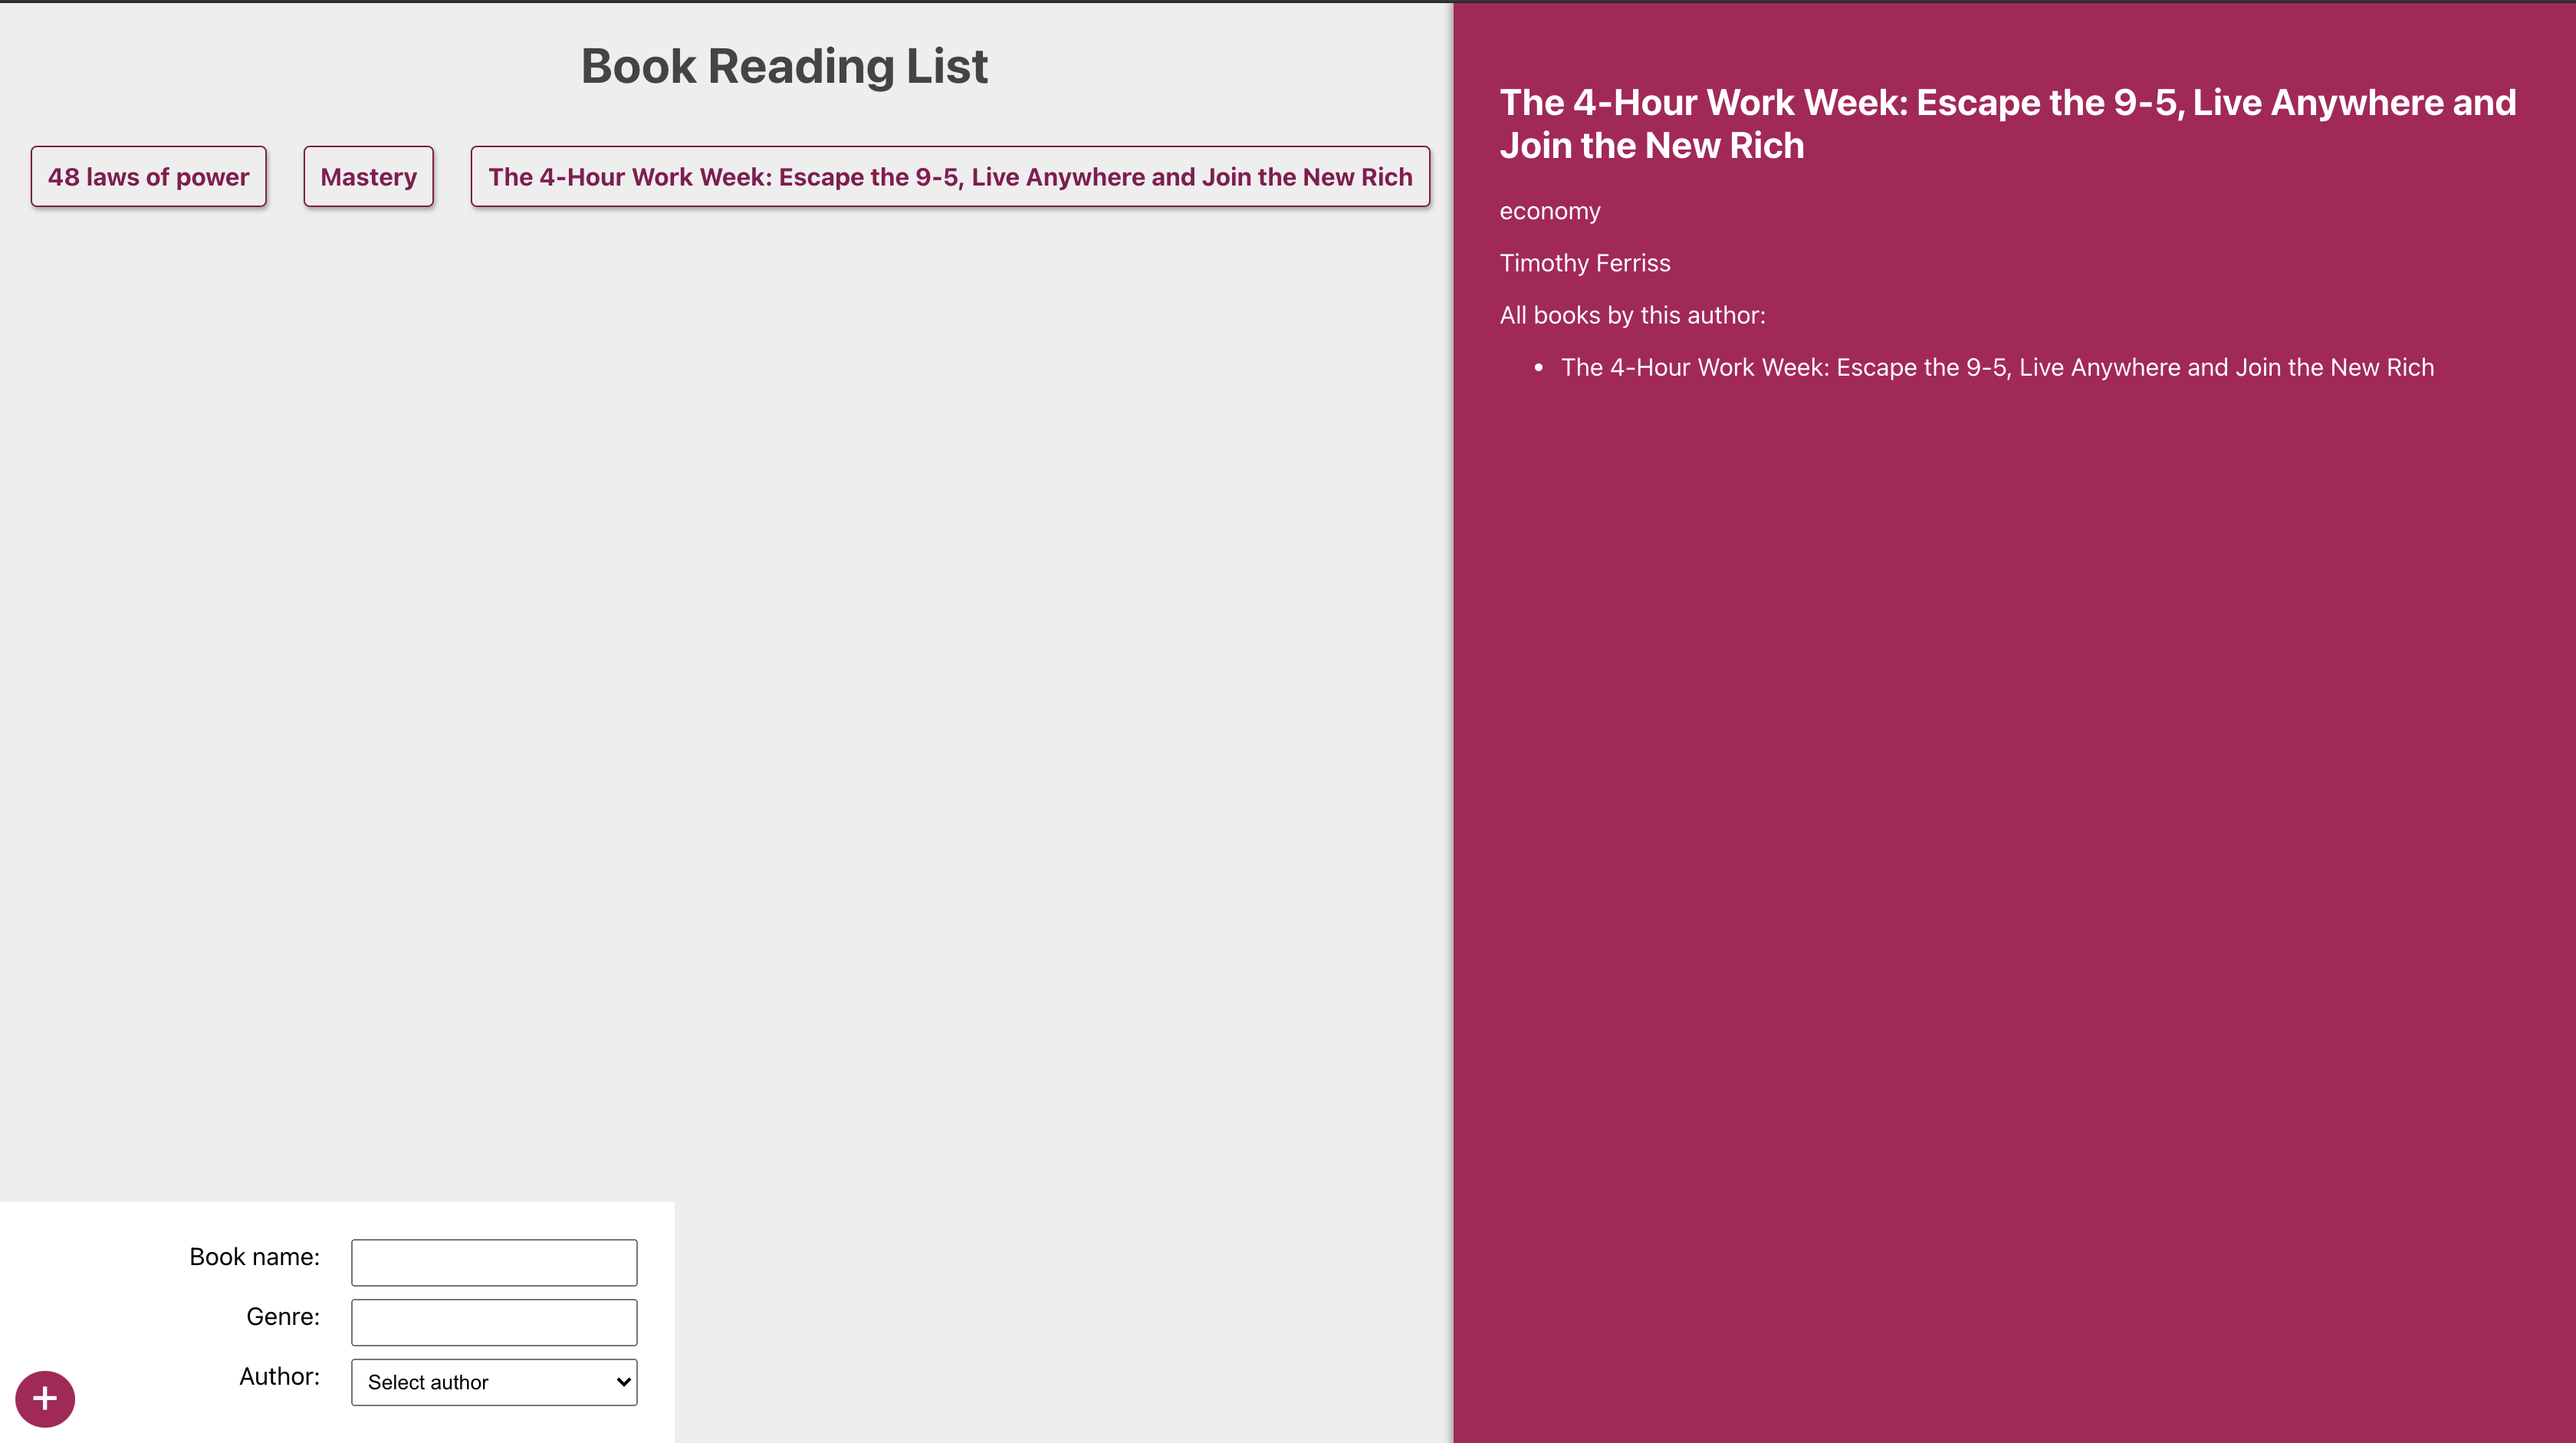 Book Reading List
48 laws of power
Mastery
The 4-Hour Work Week: Escape the 9-5, Live Anywhere and Join the New Rich
The 4-Hour Work Week: Escape the 9-5, Live Anywhere and
Join the New Rich
economy
Timothy Ferriss
All books by this author:
• The 4-Hour Work Week: Escape the 9-5, Live Anywhere and Join the New Rich
Book name:
Genre:
Author:
Select author
+